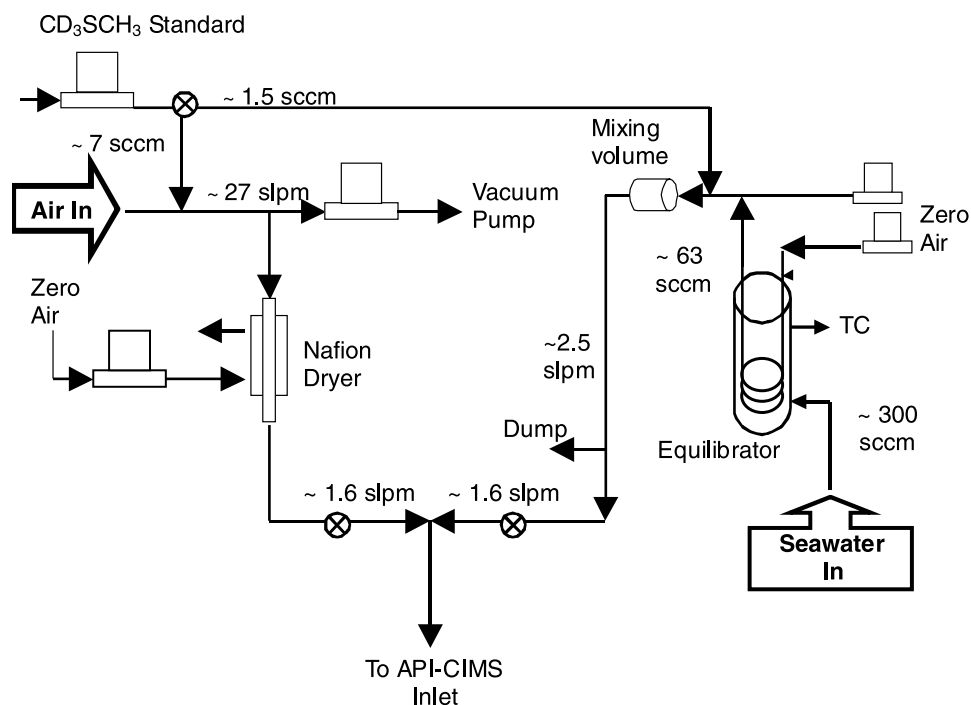 CD₃SCH₃ Standard
~ 1.5 sccm
~ 7 sccm
Mixing
volume
Air In
~ 27 slpm
Vacuum
Pump
Zero
Air
~ 63
sccm
Zero
Air
TC
Nafion
Dryer
~2.5
slpm
Dump
~ 300
sccm
Equilibrator
~ 1.6 slpm
~ 1.6 slpm
Seawater
In
To API-CIMS
Inlet